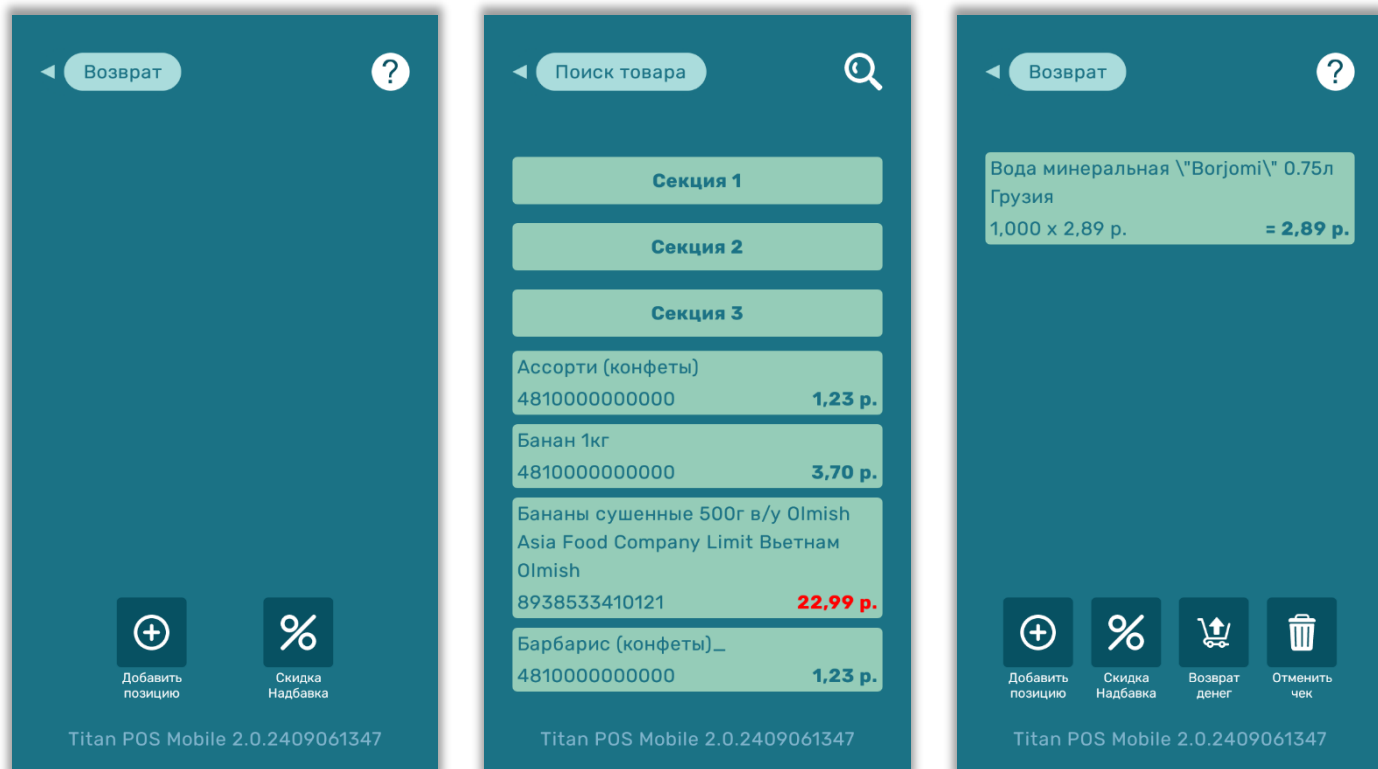 Возврат
?
Добавить
позицию
Скидка
Надбавка
Titan POS Mobile 2.0.2409061347
Поиск товара
Секция 1
Секция 2
Секция 3
Ассорти (конфеты)
4810000000000 1,23 р.
Банан 1кг
4810000000000 3,70 р.
Бананы сушенные 500г в/у Olmish
Asia Food Company Limit Вьетнам
Olmish
8938533410121 22,99 р.
Барбарис (конфеты)_
4810000000000 1,23 р.
Titan POS Mobile 2.0.2409061347
Возврат
?
Вода минеральная \"Borjomi\" 0.75л
Грузия
1,000 x 2,89 р. = 2,89 р.
Добавить
позицию
Скидка
Надбавка
Возврат
денег
Отменить
чек
Titan POS Mobile 2.0.2409061347